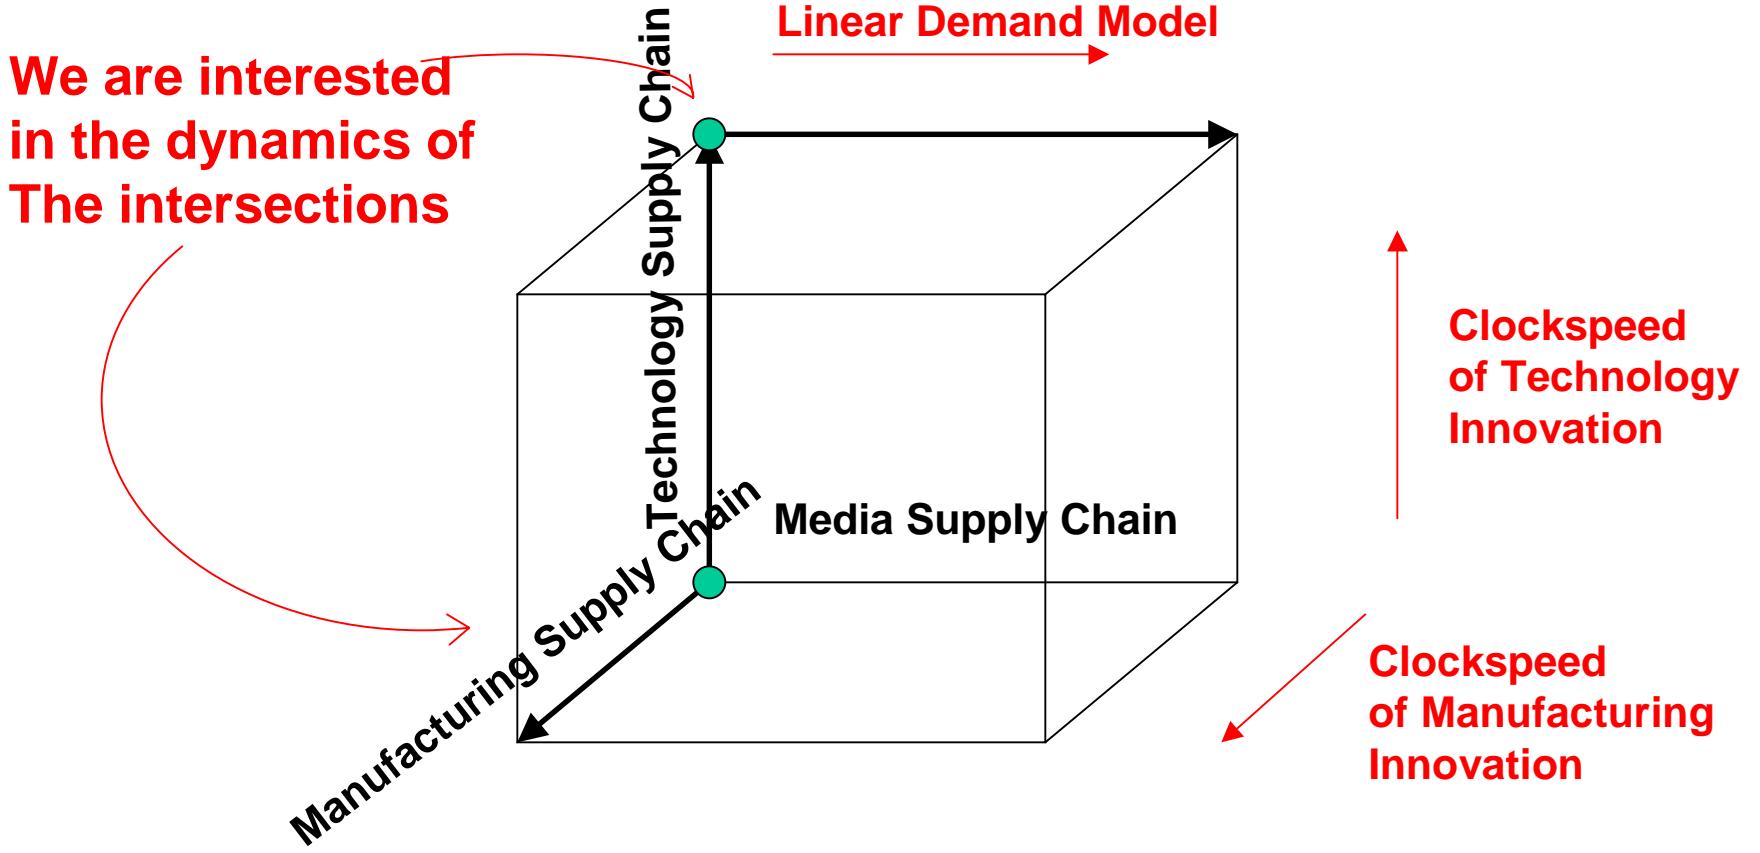 Linear Demand Model
We are interested
in the dynamics of
The intersections
Technology Supply Chain
Clockspeed
of Technology
Innovation
Media Supply Chain
Manufacturing Supply Chain
Clockspeed
of Manufacturing
Innovation